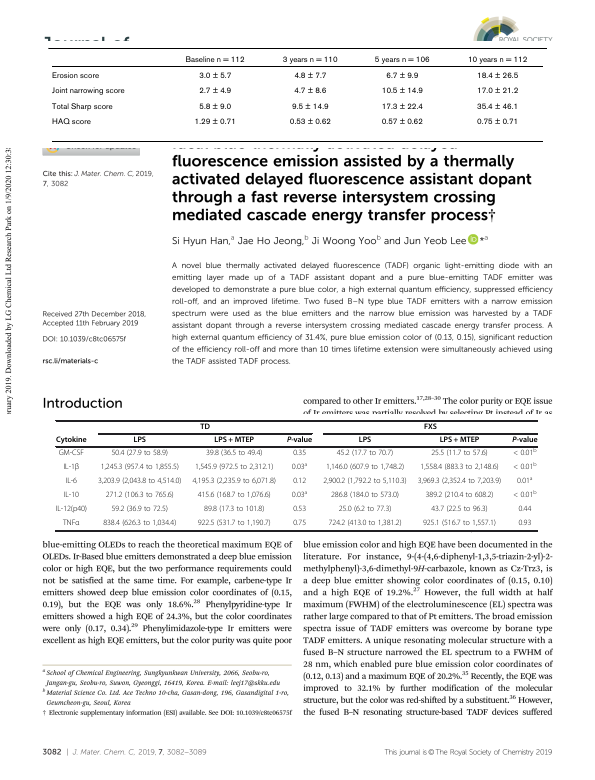 Journal of
ROYAL SOCIETY
Baseline n = 112 3 years n = 110 5 years n = 106 10 years n = 112
Erosion score 3.0 ± 5.7 4.8 ± 7.7 6.7 ± 9.9 18.4 ± 26.5
Joint narrowing score 2.7 ± 4.9 4.7 ± 8.6 10.5 ± 14.9 17.0 ± 21.2
Total Sharp score 5.8 ± 9.0 9.5 ± 14.9 17.3 ± 22.4 35.4 ± 46.1
HAQ score 1.29 ± 0.71 0.53 ± 0.62 0.57 ± 0.62 0.75 ± 0.71
ruary 2019. Downloaded by LG Chemical Ltd Research Park on 1/9/2020 12:30:3
Cite this: J. Mater. Chem. C, 2019,
7, 3082
blue thermally activated delayed
fluorescence emission assisted by a thermally
activated delayed fluorescence assistant dopant
through a fast reverse intersystem crossing
mediated cascade energy transfer process†
Si Hyun Han,ᵃ Jae Ho Jeong,ᵇ Ji Woong Yooᵇ and Jun Yeob Lee *ᵃ
A novel blue thermally activated delayed fluorescence (TADF) organic light-emitting diode with an
emitting layer made up of a TADF assistant dopant and a pure blue-emitting TADF emitter was
developed to demonstrate a pure blue color, a high external quantum efficiency, suppressed efficiency
roll-off, and an improved lifetime. Two fused B–N type blue TADF emitters with a narrow emission
spectrum were used as the blue emitters and the narrow blue emission was harvested by a TADF
assistant dopant through a reverse intersystem crossing mediated cascade energy transfer process. A
high external quantum efficiency of 31.4%, pure blue emission color of (0.13, 0.15), significant reduction
of the efficiency roll-off and more than 10 times lifetime extension were simultaneously achieved using
the TADF assisted TADF process.
Received 27th December 2018,
Accepted 11th February 2019
DOI: 10.1039/c8tc06575f
rsc.li/materials-c
Introduction
compared to other Ir emitters.¹⁷,²⁸⁻³⁰ The color purity or EQE issue
of Ir emitters was partially resolved by selecting Pt instead of Ir as
TD FXS
Cytokine LPS LPS + MTEP P-value LPS LPS + MTEP P-value
GM-CSF 50.4 (27.9 to 58.9) 39.8 (36.5 to 49.4) 0.35 45.2 (17.7 to 70.7) 25.5 (11.7 to 57.6) < 0.01ᵇ
IL-1β 1,245.3 (957.4 to 1,855.5) 1,545.9 (972.5 to 2,312.1) 0.03ᵃ 1,146.0 (607.9 to 1,748.2) 1,558.4 (883.3 to 2,148.6) < 0.01ᵇ
IL-6 3,203.9 (2,043.8 to 4,514.0) 4,195.3 (2,235.9 to 6,071.8) 0.12 2,900.2 (1,792.2 to 5,110.3) 3,969.3 (2,352.4 to 7,203.9) 0.01ᵃ
IL-10 271.2 (106.3 to 765.6) 415.6 (168.7 to 1,076.6) 0.03ᵃ 286.8 (184.0 to 573.0) 389.2 (210.4 to 608.2) < 0.01ᵇ
IL-12(p40) 59.2 (36.9 to 72.5) 89.8 (17.3 to 101.8) 0.53 25.0 (6.2 to 77.3) 43.7 (22.5 to 96.3) 0.44
TNFα 838.4 (626.3 to 1,034.4) 922.5 (531.7 to 1,190.7) 0.75 724.2 (413.0 to 1,381.2) 925.1 (516.7 to 1,557.1) 0.93
blue-emitting OLEDs to reach the theoretical maximum EQE of
OLEDs. Ir-Based blue emitters demonstrated a deep blue emission
color or high EQE, but the two performance requirements could
not be satisfied at the same time. For example, carbene-type Ir
emitters showed deep blue emission color coordinates of (0.15,
0.19), but the EQE was only 18.6%.²⁸ Phenylpyridine-type Ir
emitters showed a high EQE of 24.3%, but the color coordinates
were only (0.17, 0.34).²⁹ Phenylimidazole-type Ir emitters were
excellent as high EQE emitters, but the color purity was quite poor
blue emission color and high EQE have been documented in the
literature. For instance, 9-(4-(4,6-diphenyl-1,3,5-triazin-2-yl)-2-
methylphenyl)-3,6-dimethyl-9H-carbazole, known as Cz-Trz3, is
a deep blue emitter showing color coordinates of (0.15, 0.10)
and a high EQE of 19.2%.²⁷ However, the full width at half
maximum (FWHM) of the electroluminescence (EL) spectra was
rather large compared to that of Pt emitters. The broad emission
spectra issue of TADF emitters was overcome by borane type
TADF emitters. A unique resonating molecular structure with a
fused B–N structure narrowed the EL spectrum to a FWHM of
28 nm, which enabled pure blue emission color coordinates of
(0.12, 0.13) and a maximum EQE of 20.2%.³⁵ Recently, the EQE was
improved to 32.1% by further modification of the molecular
structure, but the color was red-shifted by a substituent.³⁶ However,
the fused B–N resonating structure-based TADF devices suffered
ᵃ School of Chemical Engineering, Sungkyunkwan University, 2066, Seobu-ro,
Jangan-gu, Seobu-ro, Suwon, Gyeonggi, 16419, Korea. E-mail: leej17@skku.edu
ᵇ Material Science Co. Ltd. Ace Techno 10-cha, Gasan-dong, 196, Gasandigital 1-ro,
Geumcheon-gu, Seoul, Korea
† Electronic supplementary information (ESI) available. See DOI: 10.1039/c8tc06575f
3082 | J. Mater. Chem. C, 2019, 7, 3082–3089
This journal is © The Royal Society of Chemistry 2019